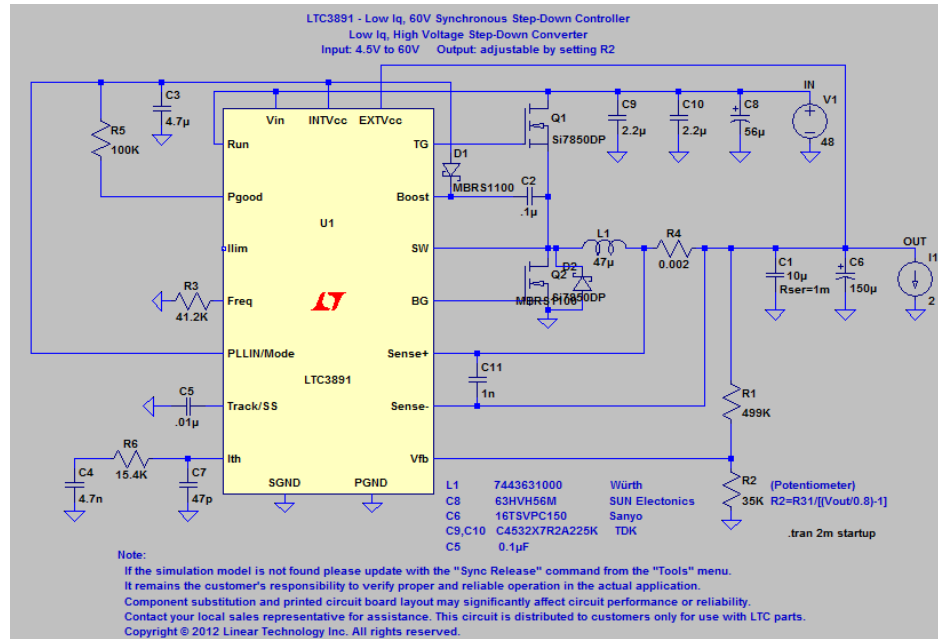 LTC3891 - Low Iq, 60V Synchronous Step-Down Controller
Low Iq, High Voltage Step-Down Converter
Input: 4.5V to 60V Output: adjustable by setting R2
C3
4.7µ
R5
100K
Vin INTVcc EXTVcc
Run TG
Pgood Boost
U1
Ilim SW
Freq BG
PLLIN/Mode Sense+
LTC3891
Track/SS Sense-
Ith Vfb
SGND PGND
D1
MBRS1100
Q1
Si7850DP
C2
.1µ
C9
2.2µ
C10
2.2µ
C8
56µ
IN
V1
48
L1
47µ
R4
0.002
Q2
Si7850DP
D2
MBRS1100
C1
10µ
Rser=1m
C6
150µ
OUT
I1
2
R3
41.2K
C11
1n
C5
.01µ
R1
499K
R6
15.4K
C4
4.7n
C7
47p
R2
35K
(Potentiometer)
R2=R31/[(Vout/0.8)-1]
L1 7443631000 Würth
C8 63HVH56M SUN Electonics
C6 16TSVPC150 Sanyo
C9,C10 C4532X7R2A225K TDK
C5 0.1µF
.tran 2m startup
Note:
If the simulation model is not found please update with the "Sync Release" command from the "Tools" menu.
It remains the customer's responsibility to verify proper and reliable operation in the actual application.
Component substitution and printed circuit board layout may significantly affect circuit performance or reliability.
Contact your local sales representative for assistance. This circuit is distributed to customers only for use with LTC parts.
Copyright © 2012 Linear Technology Inc. All rights reserved.